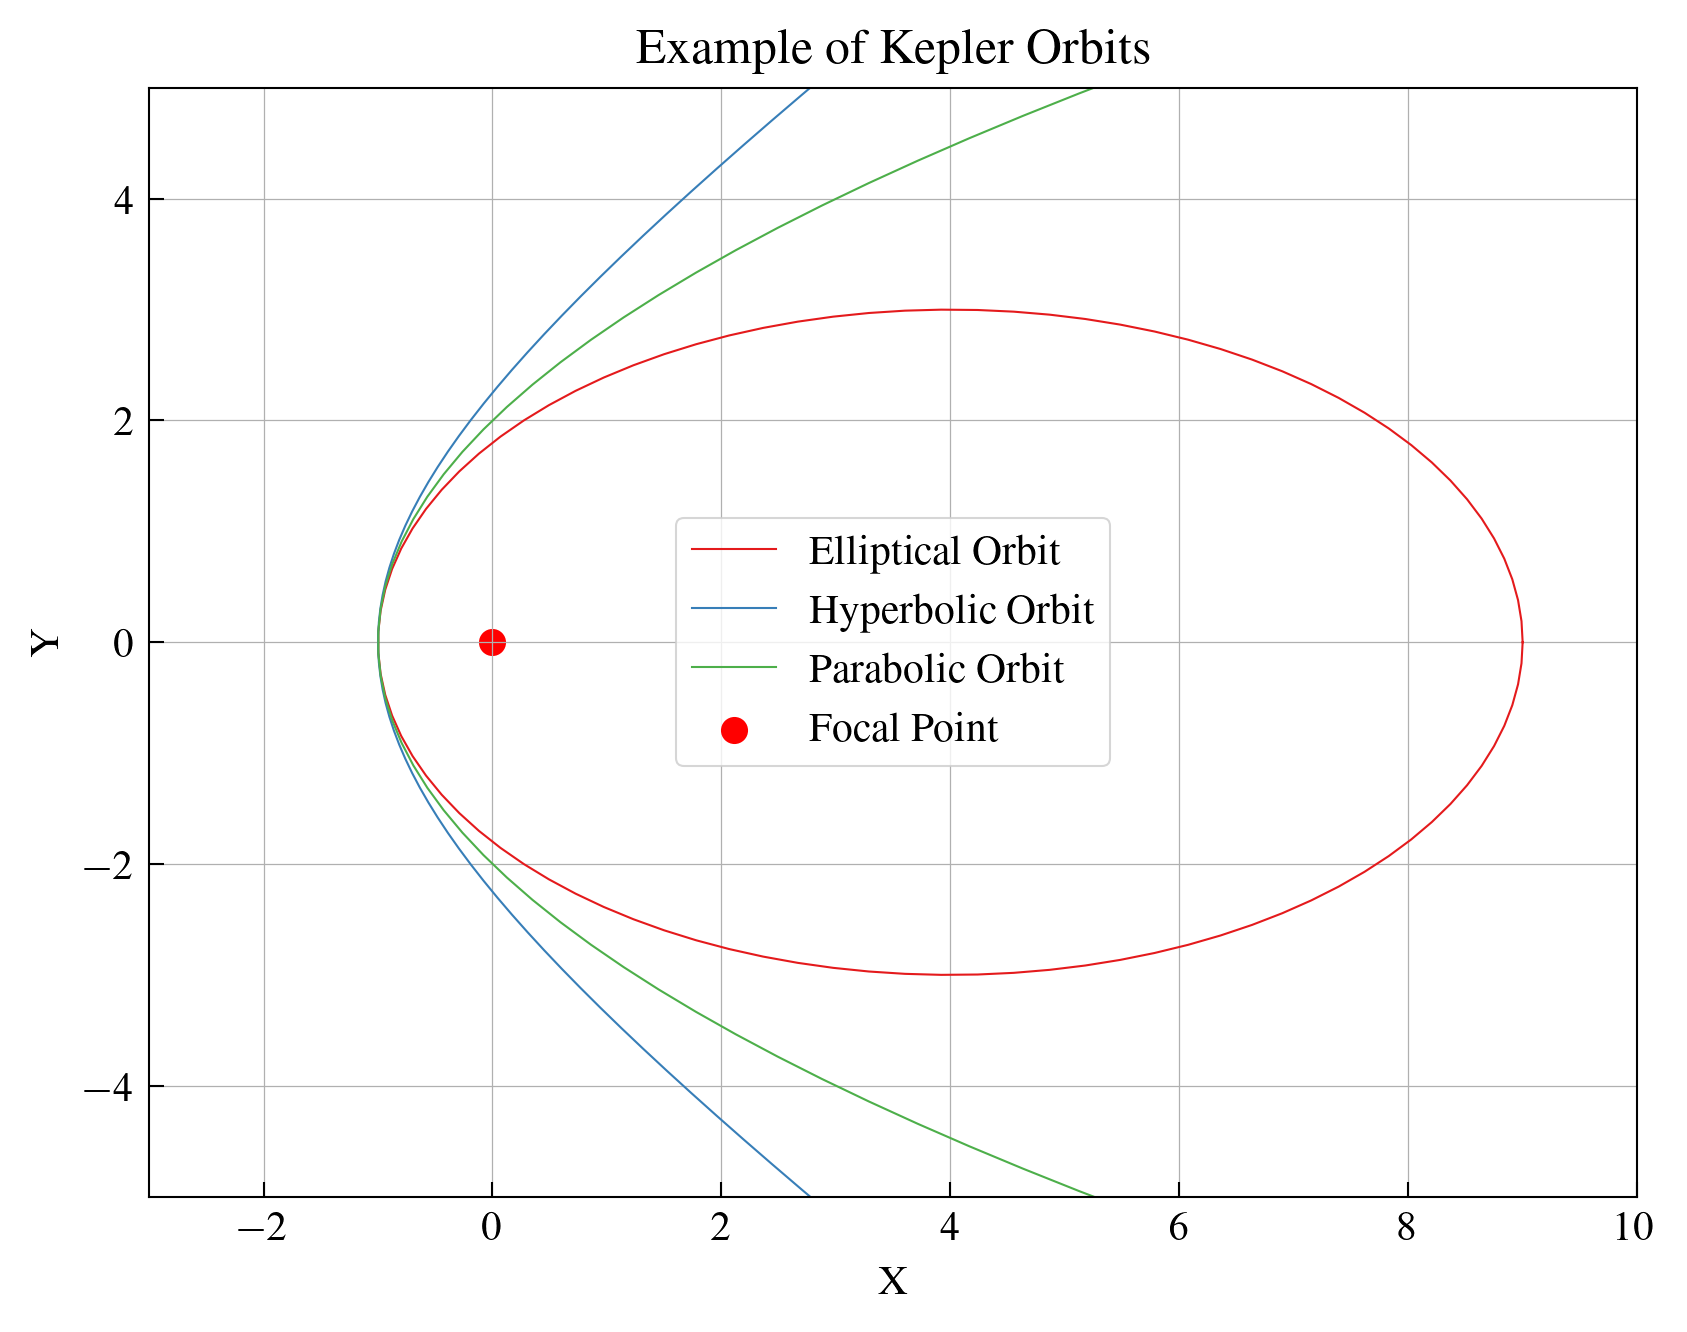 Example of Kepler Orbits
4
2
0
−2
−4
Y
Elliptical Orbit
Hyperbolic Orbit
Parabolic Orbit
Focal Point
−2 0 2 4 6 8 10
X